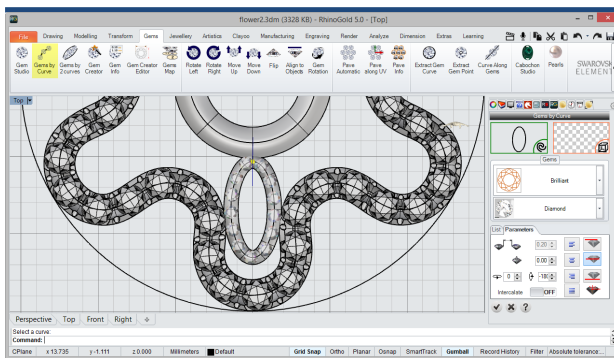 flower2.3dm (3328 KB) - RhinoGold 5.0 - [Top]
File Drawing Modelling Transform Gems Jewellery Artistics Clayoo Manufacturing Engraving Render Analyze Dimension Extras Learning
Gem Studio
Gems by Curve
Gems by 2 curves
Gem Creator
Gem Info
Gem Creator Editor
Gems Map
Rotate Left
Rotate Right
Move Up
Move Down
Flip
Align to Objects
Gem Rotation
Pave Automatic
Pave along UV
Pave Info
Extract Gem Curve
Extract Gem Point
Curve Along Gems
Cabochon Studio
Pearls
SWAROVSK
ELEMENT
Top
Gems by Curve
Gems
Brilliant
Diamond
List Parameters
0.20
0.00
0
Intercalate OFF
Perspective Top Front Right
Select a curve:
Command:
CPlane x 13.735 y-1.111 z 0.000 Millimeters Default Grid Snap Ortho Planar Osnap SmartTrack Gumball Record History Filter Absolute tolerance...